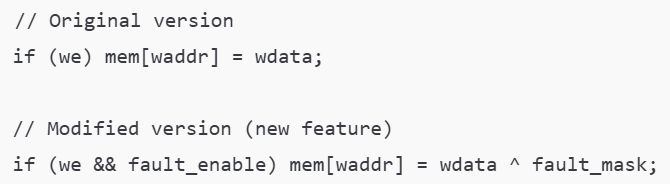 // Original version
if (we) mem[waddr] = wdata;
// Modified version (new feature)
if (we && fault_enable) mem[waddr] = wdata ^ fault_mask;